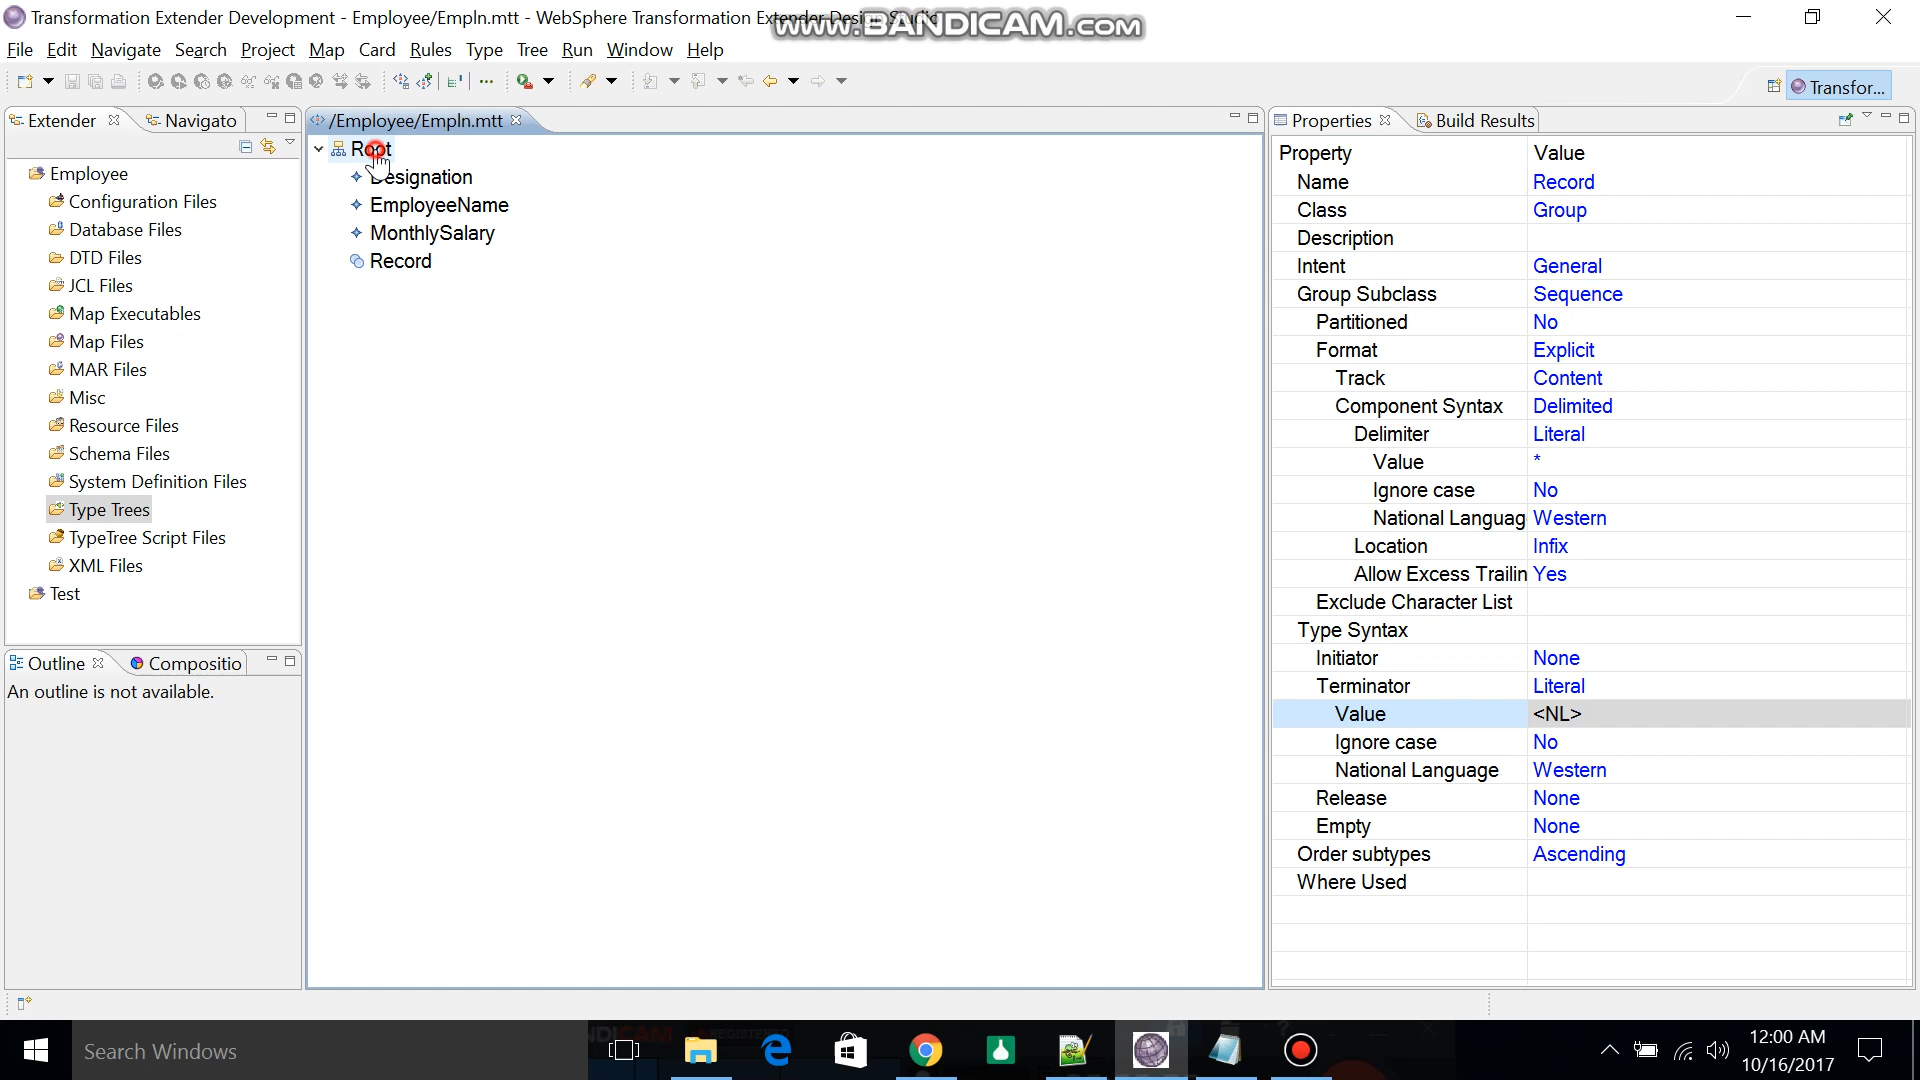 Transformation Extender Development - Employee/Empln.mtt - WebSphere Transformation Extender Design Studio
www.BANDICAM.com
File Edit Navigate Search Project Map Card Rules Type Tree Run Window Help
Transfor...
Extender
Navigato
Employee
Configuration Files
Database Files
DTD Files
JCL Files
Map Executables
Map Files
MAR Files
Misc
Resource Files
Schema Files
System Definition Files
Type Trees
TypeTree Script Files
XML Files
Test
Outline
Compositio
An outline is not available.
/Employee/Empln.mtt
Root
Designation
EmployeeName
MonthlySalary
Record
Properties
Build Results
Property Value
Name Record
Class Group
Description
Intent General
Group Subclass Sequence
Partitioned No
Format Explicit
Track Content
Component Syntax Delimited
Delimiter Literal
Value *
Ignore case No
National Languag Western
Location Infix
Allow Excess Trailin Yes
Exclude Character List
Type Syntax
Initiator None
Terminator Literal
Value <NL>
Ignore case No
National Language Western
Release None
Empty None
Order subtypes Ascending
Where Used
Search Windows
12:00 AM
10/16/2017